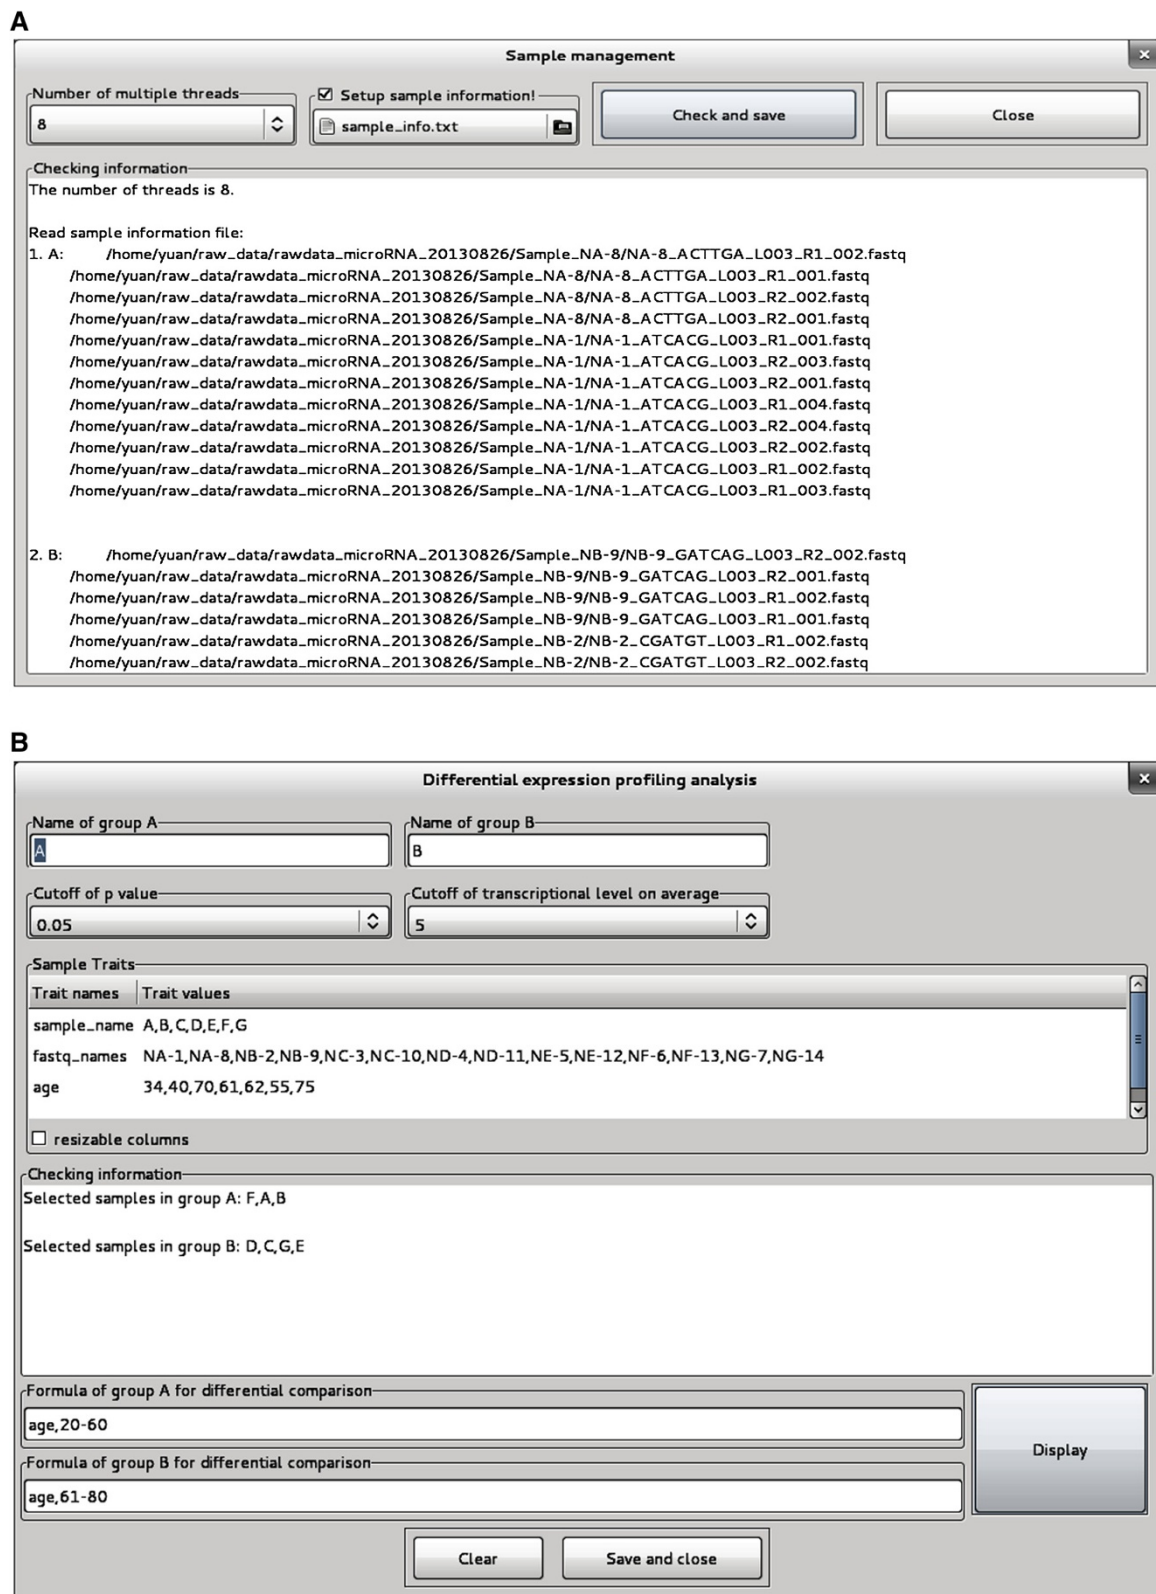 A
Sample management
Number of multiple threads
Setup sample information!
8
sample_info.txt
Check and save
Close
Checking information
The number of threads is 8.
Read sample information file:
1. A: /home/yuan/raw_data/rawdata_microRNA_20130826/Sample_NA-8/NA-8_ACTTGA_L003_R1_002.fastq
/home/yuan/raw_data/rawdata_microRNA_20130826/Sample_NA-8/NA-8_ACTTGA_L003_R1_001.fastq
/home/yuan/raw_data/rawdata_microRNA_20130826/Sample_NA-8/NA-8_ACTTGA_L003_R2_002.fastq
/home/yuan/raw_data/rawdata_microRNA_20130826/Sample_NA-8/NA-8_ACTTGA_L003_R2_001.fastq
/home/yuan/raw_data/rawdata_microRNA_20130826/Sample_NA-1/NA-1_ATCACG_L003_R1_001.fastq
/home/yuan/raw_data/rawdata_microRNA_20130826/Sample_NA-1/NA-1_ATCACG_L003_R2_003.fastq
/home/yuan/raw_data/rawdata_microRNA_20130826/Sample_NA-1/NA-1_ATCACG_L003_R2_001.fastq
/home/yuan/raw_data/rawdata_microRNA_20130826/Sample_NA-1/NA-1_ATCACG_L003_R1_004.fastq
/home/yuan/raw_data/rawdata_microRNA_20130826/Sample_NA-1/NA-1_ATCACG_L003_R2_004.fastq
/home/yuan/raw_data/rawdata_microRNA_20130826/Sample_NA-1/NA-1_ATCACG_L003_R2_002.fastq
/home/yuan/raw_data/rawdata_microRNA_20130826/Sample_NA-1/NA-1_ATCACG_L003_R1_002.fastq
/home/yuan/raw_data/rawdata_microRNA_20130826/Sample_NA-1/NA-1_ATCACG_L003_R1_003.fastq
2. B: /home/yuan/raw_data/rawdata_microRNA_20130826/Sample_NB-9/NB-9_GATCAG_L003_R2_002.fastq
/home/yuan/raw_data/rawdata_microRNA_20130826/Sample_NB-9/NB-9_GATCAG_L003_R2_001.fastq
/home/yuan/raw_data/rawdata_microRNA_20130826/Sample_NB-9/NB-9_GATCAG_L003_R1_002.fastq
/home/yuan/raw_data/rawdata_microRNA_20130826/Sample_NB-9/NB-9_GATCAG_L003_R1_001.fastq
/home/yuan/raw_data/rawdata_microRNA_20130826/Sample_NB-2/NB-2_CGATGT_L003_R1_002.fastq
/home/yuan/raw_data/rawdata_microRNA_20130826/Sample_NB-2/NB-2_CGATGT_L003_R2_002.fastq
B
Differential expression profiling analysis
Name of group A
Name of group B
A
B
Cutoff of p value
Cutoff of transcriptional level on average
0.05
5
Sample Traits
Trait names Trait values
sample_name A,B,C,D,E,F,G
fastq_names NA-1,NA-8,NB-2,NB-9,NC-3,NC-10,ND-4,ND-11,NE-5,NE-12,NF-6,NF-13,NG-7,NG-14
age 34,40,70,61,62,55,75
resizable columns
Checking information
Selected samples in group A: F,A,B
Selected samples in group B: D,C,G,E
Formula of group A for differential comparison
age,20-60
Display
Formula of group B for differential comparison
age,61-80
Clear
Save and close